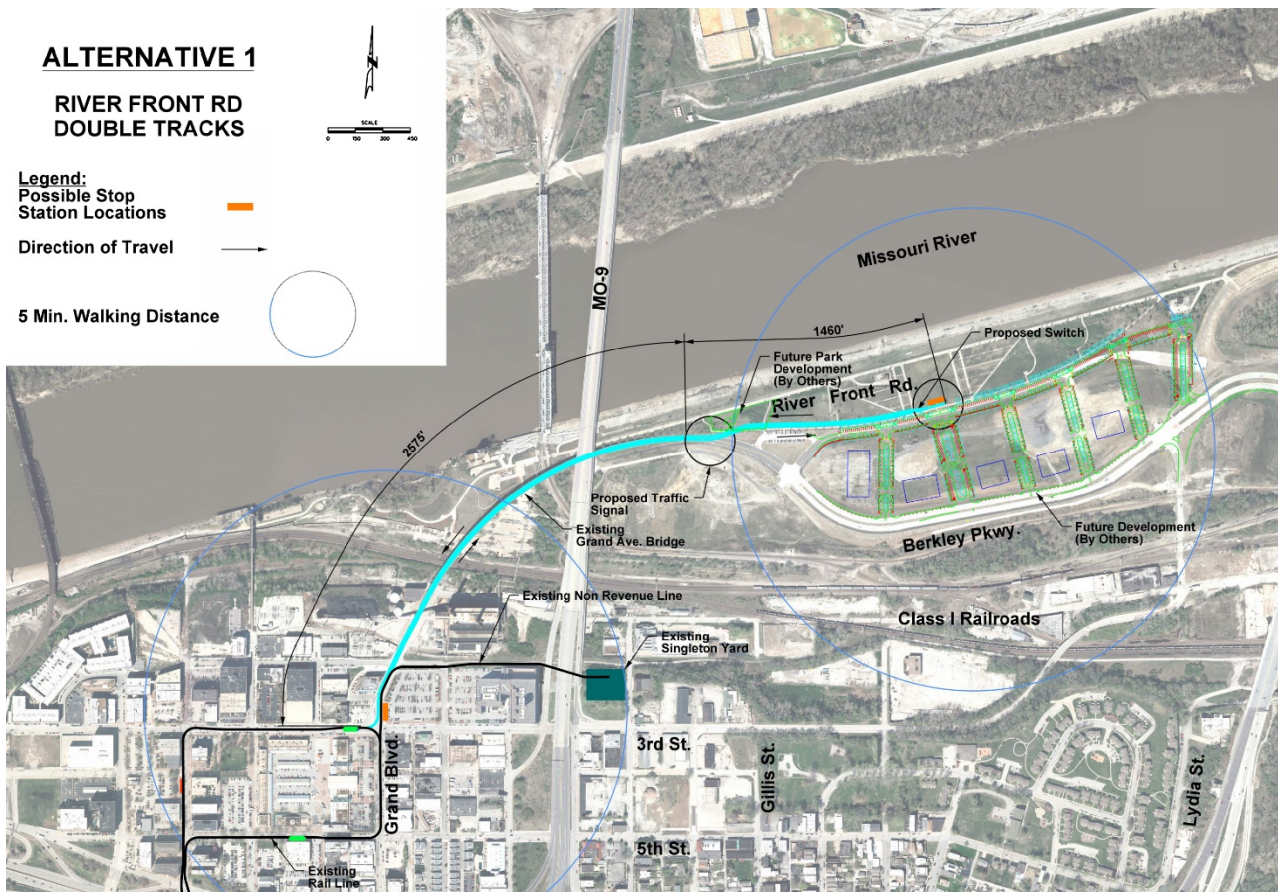 ALTERNATIVE 1
RIVER FRONT RD
DOUBLE TRACKS
N
SCALE
0 150 300 450
Legend:
Possible Stop
Station Locations
Direction of Travel
5 Min. Walking Distance
MO-9
Missouri River
1460'
Proposed Switch
Future Park
Development
(By Others)
River Front Rd.
2575'
Proposed Traffic
Signal
Existing
Grand Ave. Bridge
Berkley Pkwy.
Future Development
(By Others)
Existing Non Revenue Line
Class I Railroads
Existing
Singleton Yard
Grand Blvd.
3rd St.
Gillis St.
Lydia St.
5th St.
Existing
Rail Line